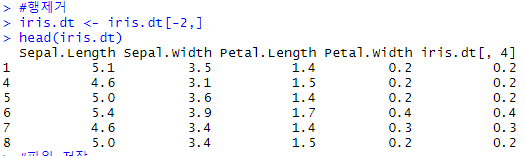 > #행제거
> iris.dt <- iris.dt[-2,]
> head(iris.dt)
  Sepal.Length Sepal.Width Petal.Length Petal.Width iris.dt[, 4]
1          5.1         3.5          1.4         0.2          0.2
4          4.6         3.1          1.5         0.2          0.2
5          5.0         3.6          1.4         0.2          0.2
6          5.4         3.9          1.7         0.4          0.4
7          4.6         3.4          1.4         0.3          0.3
8          5.0         3.4          1.5         0.2          0.2